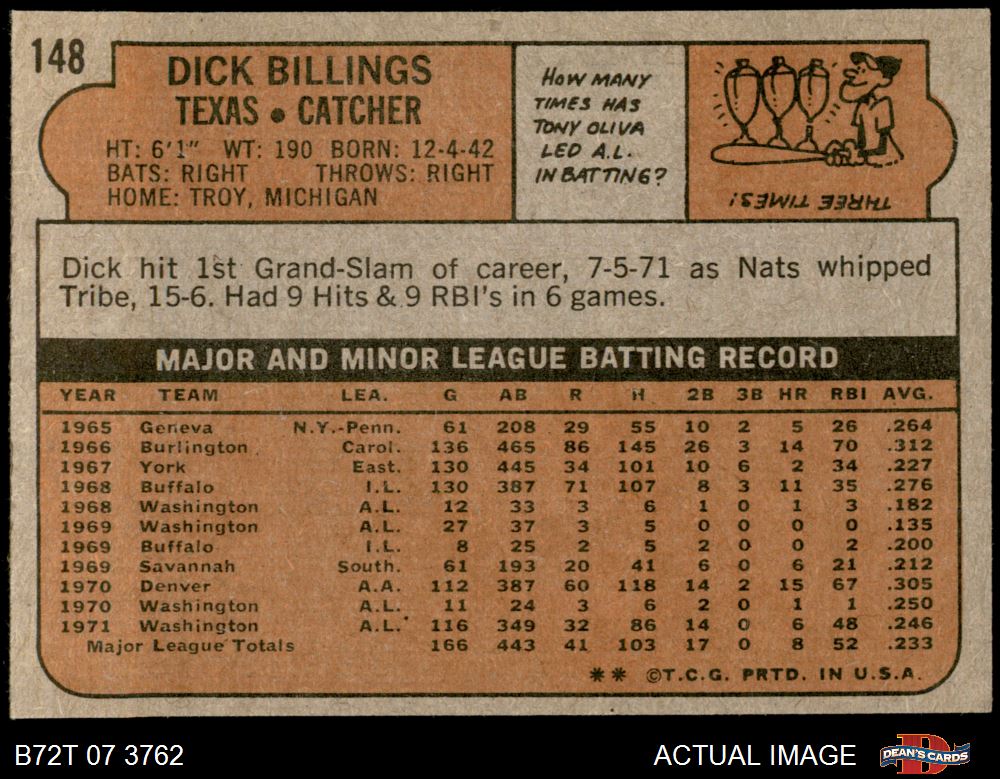 148
DICK BILLINGS
TEXAS • CATCHER
HT: 6'1" WT: 190 BORN: 12-4-42
BATS: RIGHT THROWS: RIGHT
HOME: TROY, MICHIGAN
HOW MANY
TIMES HAS
TONY OLIVA
LED A.L.
IN BATTING?
THREE TIMES!
Dick hit 1st Grand-Slam of career, 7-5-71 as Nats whipped
Tribe, 15-6. Had 9 Hits & 9 RBI's in 6 games.
MAJOR AND MINOR LEAGUE BATTING RECORD
YEAR TEAM LEA. G AB R H 2B 3B HR RBI AVG.
1965 Geneva N.Y.-Penn. 61 208 29 55 10 2 5 26 .264
1966 Burlington Carol. 136 465 86 145 26 3 14 70 .312
1967 York East. 130 445 34 101 10 6 2 34 .227
1968 Buffalo I.L. 130 387 71 107 8 3 11 35 .276
1968 Washington A.L. 12 33 3 6 1 0 1 3 .182
1969 Washington A.L. 27 37 3 5 0 0 0 0 .135
1969 Buffalo I.L. 8 25 2 5 2 0 0 2 .200
1969 Savannah South. 61 193 20 41 6 0 6 21 .212
1970 Denver A.A. 112 387 60 118 14 2 15 67 .305
1970 Washington A.L. 11 24 3 6 2 0 1 1 .250
1971 Washington A.L. 116 349 32 86 14 0 6 48 .246
Major League Totals 166 443 41 103 17 0 8 52 .233
** ©T.C.G. PRTD. IN U.S.A.
B72T 07 3762
ACTUAL IMAGE
DEAN'S CARDS